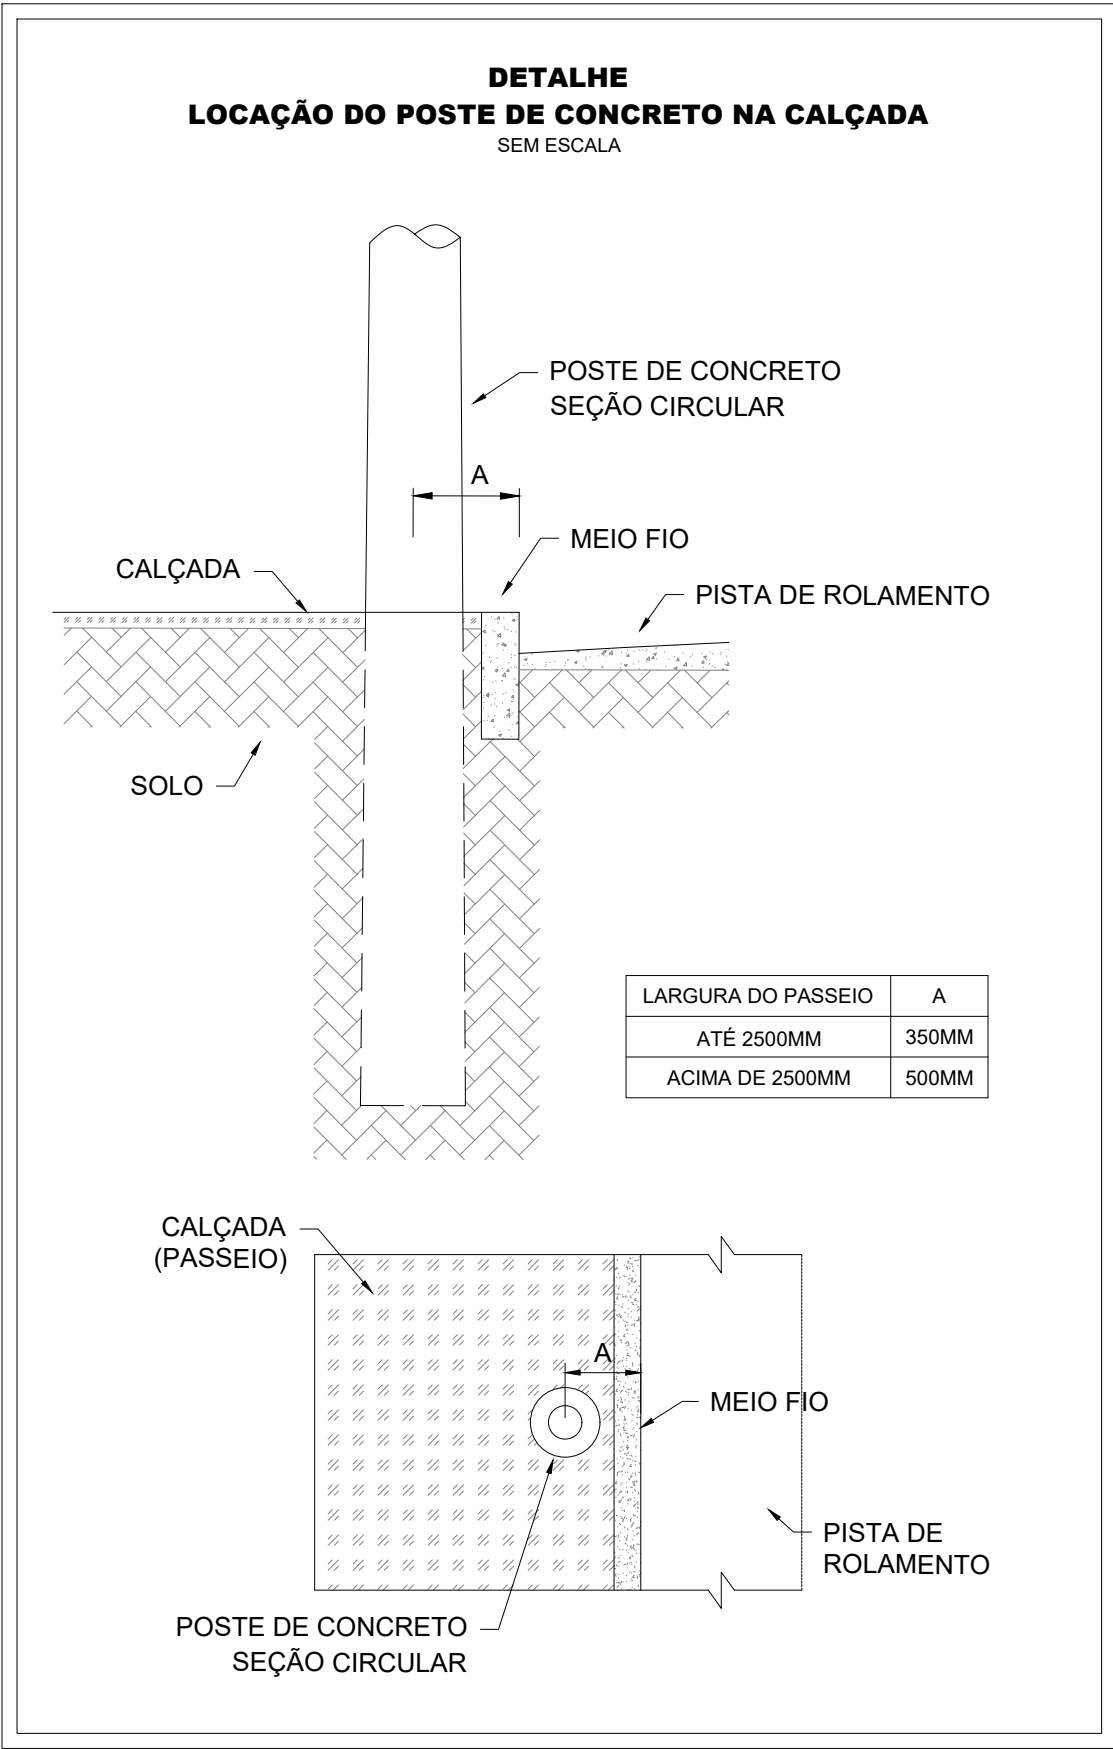 DETALHE
LOCAÇÃO DO POSTE DE CONCRETO NA CALÇADA
SEM ESCALA
POSTE DE CONCRETO
SEÇÃO CIRCULAR
A
MEIO FIO
CALÇADA
PISTA DE ROLAMENTO
SOLO
LARGURA DO PASSEIO A
ATÉ 2500MM 350MM
ACIMA DE 2500MM 500MM
CALÇADA
(PASSEIO)
A
MEIO FIO
PISTA DE
ROLAMENTO
POSTE DE CONCRETO
SEÇÃO CIRCULAR